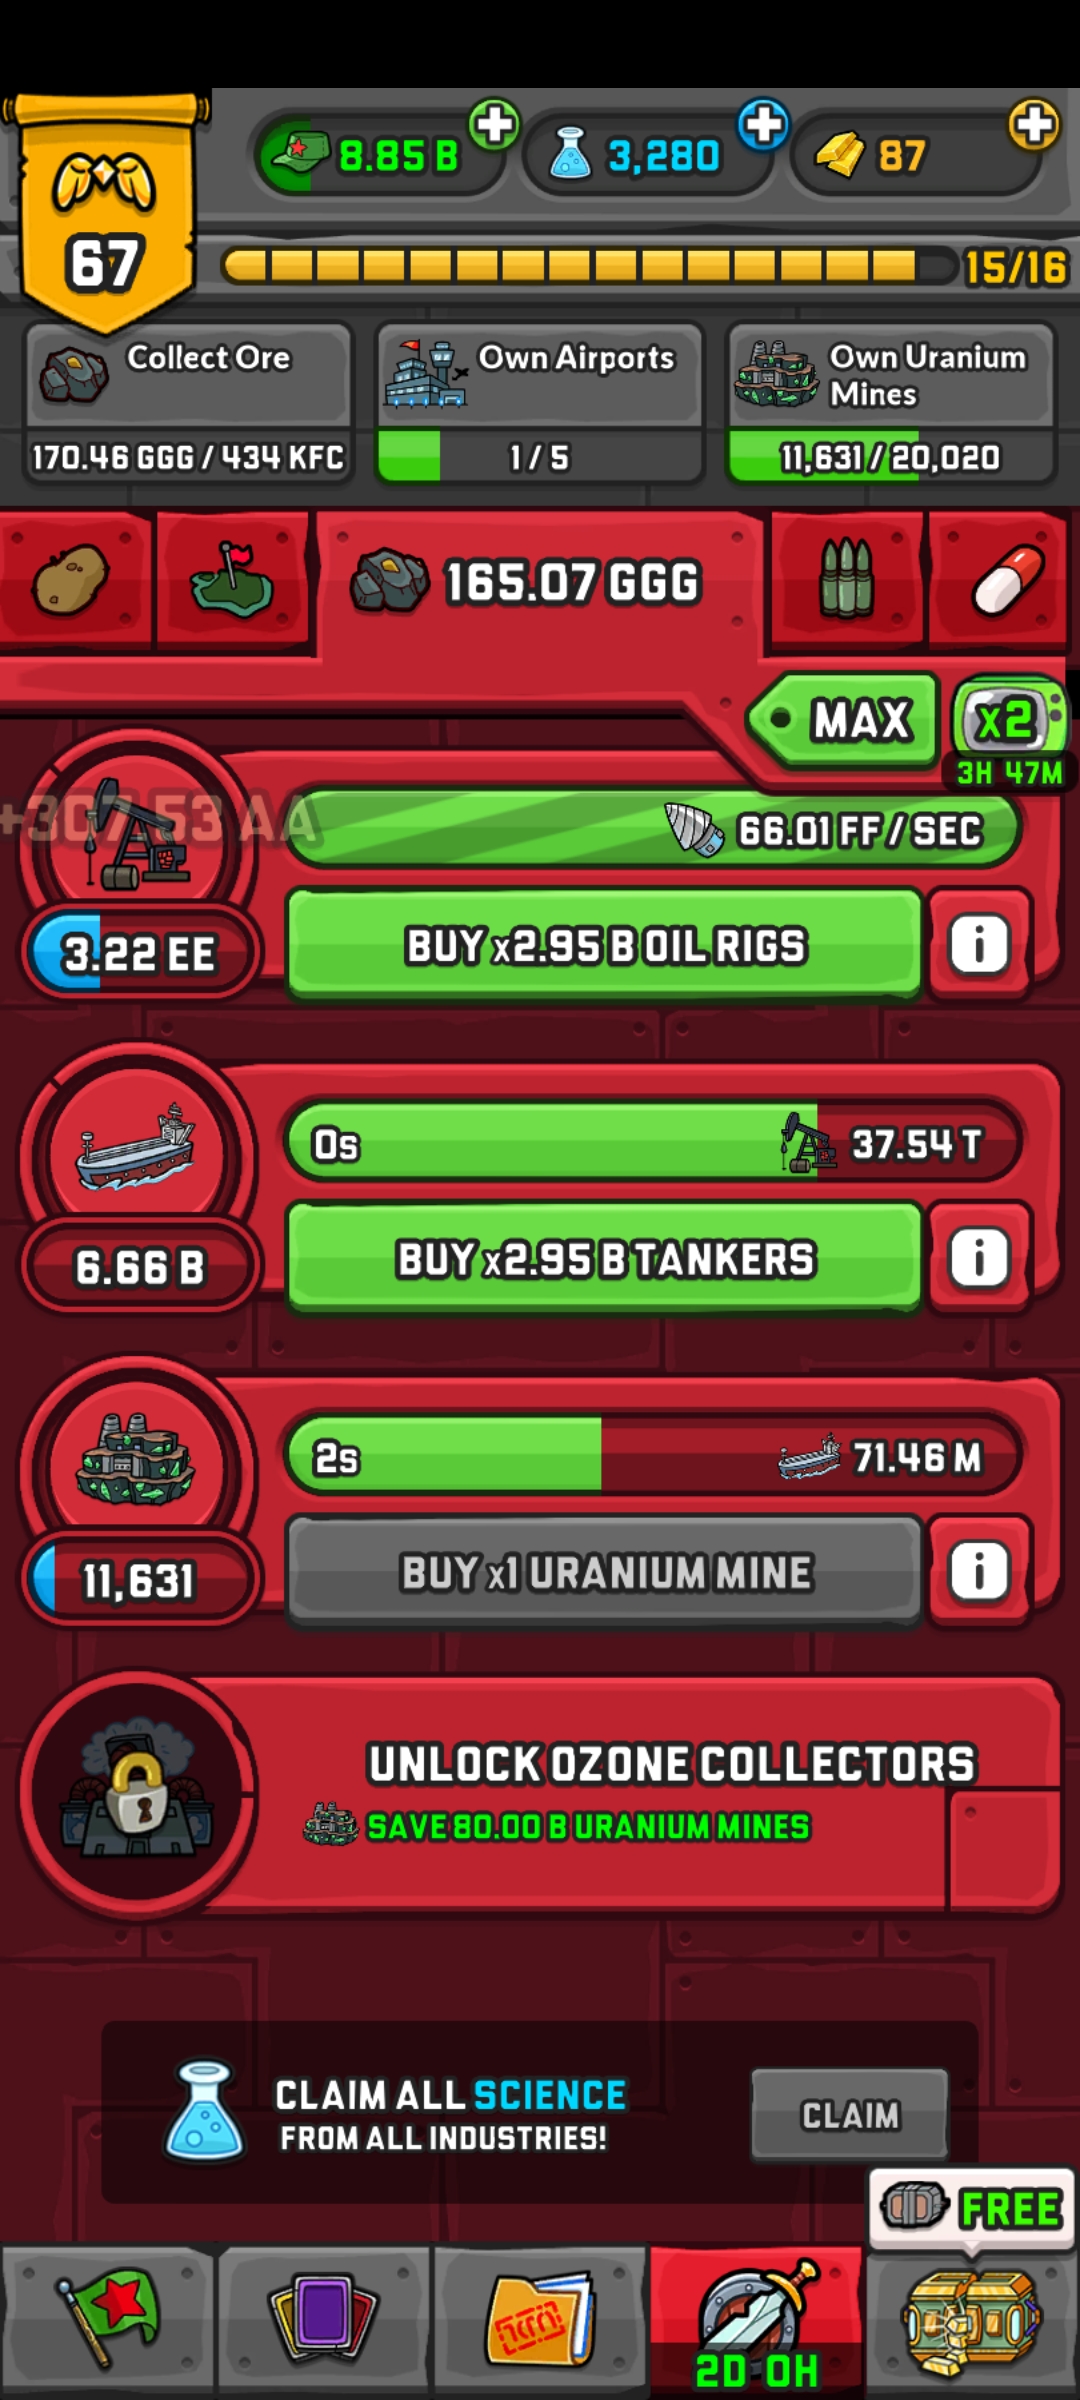 8.85 B
3,280
87
67
15/16
Collect Ore
170.46 GGG / 434 KFC
Own Airports
1 / 5
Own Uranium
Mines
11,631 / 20,020
165.07 GGG
MAX
x2
3H 47M
+307.53 AA
66.01 FF / SEC
3.22 EE
BUY x2.95 B OIL RIGS
i
0s
37.54 T
6.66 B
BUY x2.95 B TANKERS
i
2s
71.46 M
11,631
BUY x1 URANIUM MINE
i
UNLOCK OZONE COLLECTORS
SAVE 80.00 B URANIUM MINES
CLAIM ALL SCIENCE
FROM ALL INDUSTRIES!
CLAIM
FREE
2D 0H